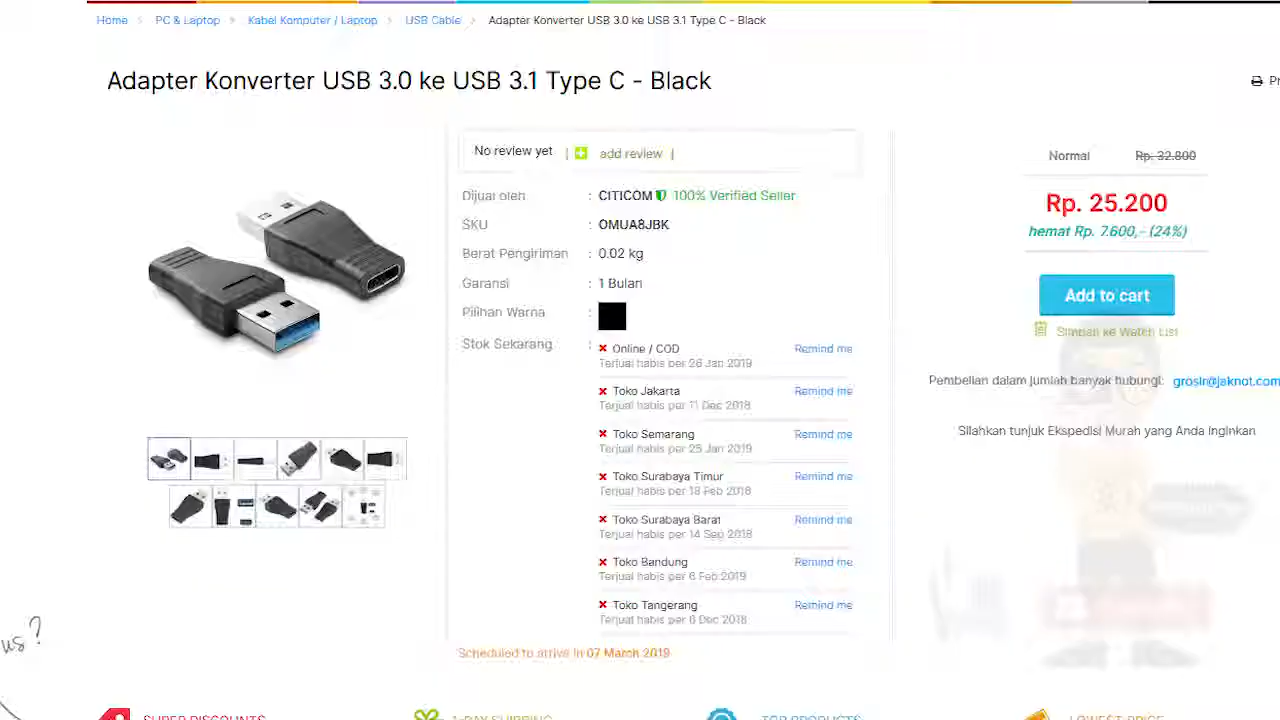 Home > PC & Laptop > Kabel Komputer / Laptop > USB Cable > Adapter Konverter USB 3.0 ke USB 3.1 Type C - Black
Adapter Konverter USB 3.0 ke USB 3.1 Type C - Black
No review yet | add review |
Dijual oleh : CITICOM 100% Verified Seller
SKU : OMUA8JBK
Berat Pengiriman : 0.02 kg
Garansi : 1 Bulan
Pilihan Warna :
Stok Sekarang :
Online / COD Remind me
Terjual habis per 26 Jan 2019
Toko Jakarta Remind me
Terjual habis per 11 Dec 2018
Toko Semarang Remind me
Terjual habis per 25 Jan 2019
Toko Surabaya Timur Remind me
Terjual habis per 18 Feb 2018
Toko Surabaya Barat Remind me
Terjual habis per 14 Sep 2018
Toko Bandung Remind me
Terjual habis per 6 Feb 2019
Toko Tangerang Remind me
Terjual habis per 6 Dec 2018
Scheduled to arrive in 07 March 2019
Normal Rp. 32.800
Rp. 25.200
hemat Rp. 7.600,- (24%)
Add to cart
Simpan ke Watch List
Pembelian dalam jumlah banyak hubungi: grosir@jaknot.com
Silahkan tunjuk Ekspedisi Murah yang Anda inginkan
us?
SUPER DISCOUNTS 1-DAY SHIPPING TOP PRODUCTS LOWEST PRICE